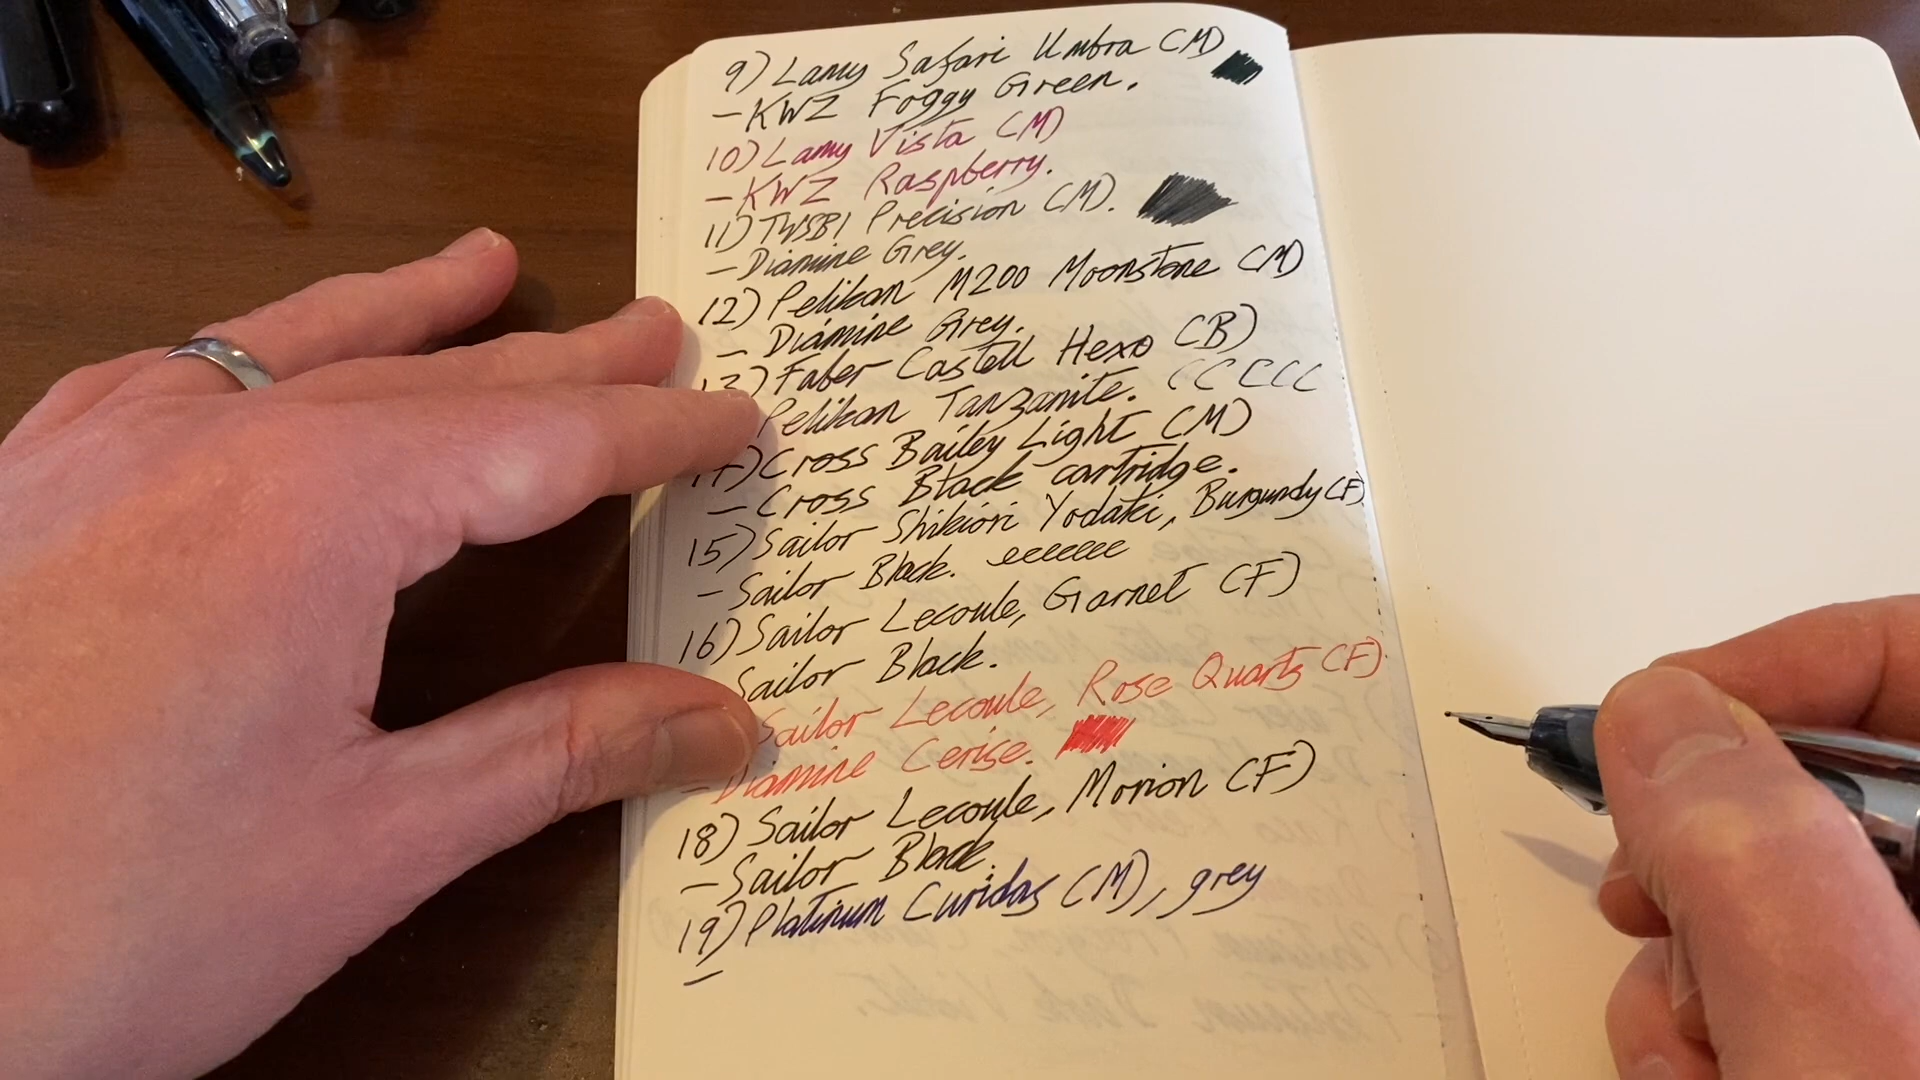 9) Lamy Safari Umbra (M)
- KWZ Foggy Green.
10) Lamy Vista (M)
- KWZ Raspberry.
11) TWSBI Precision (M).
- Diamine Grey.
12) Pelikan M200 Moonstone (M)
- Diamine Grey.
13) Faber Castell Hexo (B)
Pelikan Tanzanite. CCCCC
14) Cross Bailey Light (M)
- Cross Black cartridge.
15) Sailor Shikiori Yodaki, Burgundy (F)
- Sailor Black. eeeeeee
16) Sailor Lecoule, Garnet (F)
Sailor Black.
Sailor Lecoule, Rose Quartz (F)
- Diamine Cerise.
18) Sailor Lecoule, Morion (F)
- Sailor Black.
19) Platinum Curidas (M), grey
-